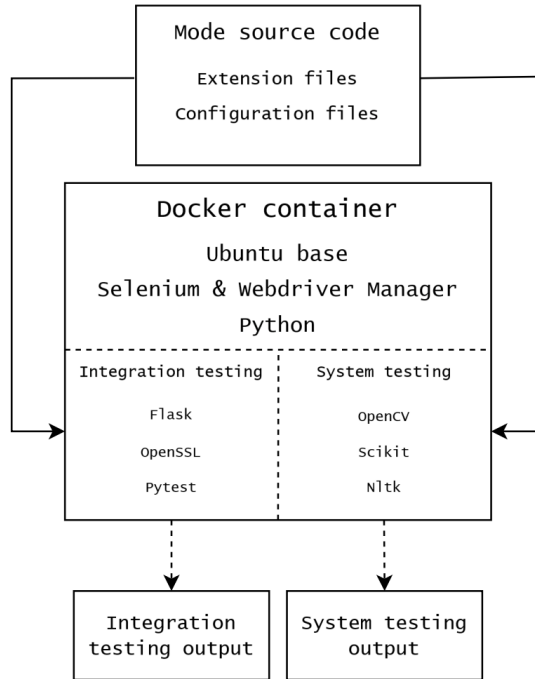 Mode source code
Extension files
Configuration files
Docker container
Ubuntu base
Selenium & Webdriver Manager
Python
Integration testing
Flask
OpenSSL
Pytest
System testing
OpenCV
Scikit
Nltk
Integration
testing output
System testing
output